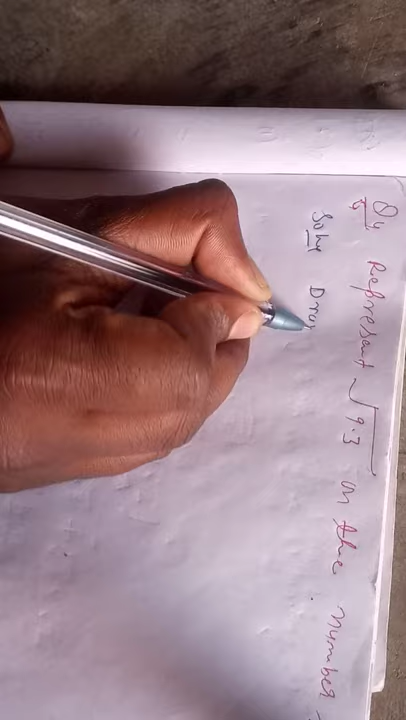 Q4 Represent √9.3 on the number
Soln Draw